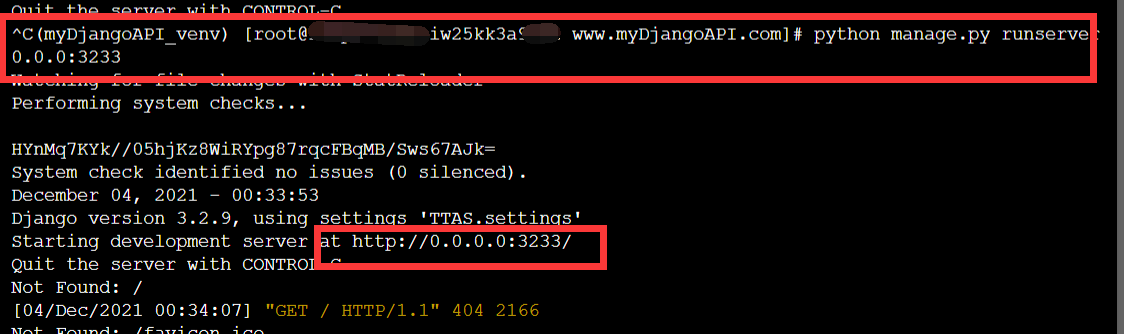 Quit the server with CONTROL-C
^C(myDjangoAPI_venv) [root@ iw25kk3a9 www.myDjangoAPI.com]# python manage.py runserver
0.0.0:3233
Watching for file changes with StatReloader
Performing system checks...
HYnMq7KYk//05hjKz8WiRYpg87rqcFBqMB/Sws67AJk=
System check identified no issues (0 silenced).
December 04, 2021 - 00:33:53
Django version 3.2.9, using settings 'TTAS.settings'
Starting development server at http://0.0.0.0:3233/
Quit the server with CONTROL-C
Not Found: /
[04/Dec/2021 00:34:07] "GET / HTTP/1.1" 404 2166
Not Found: /favicon.ico